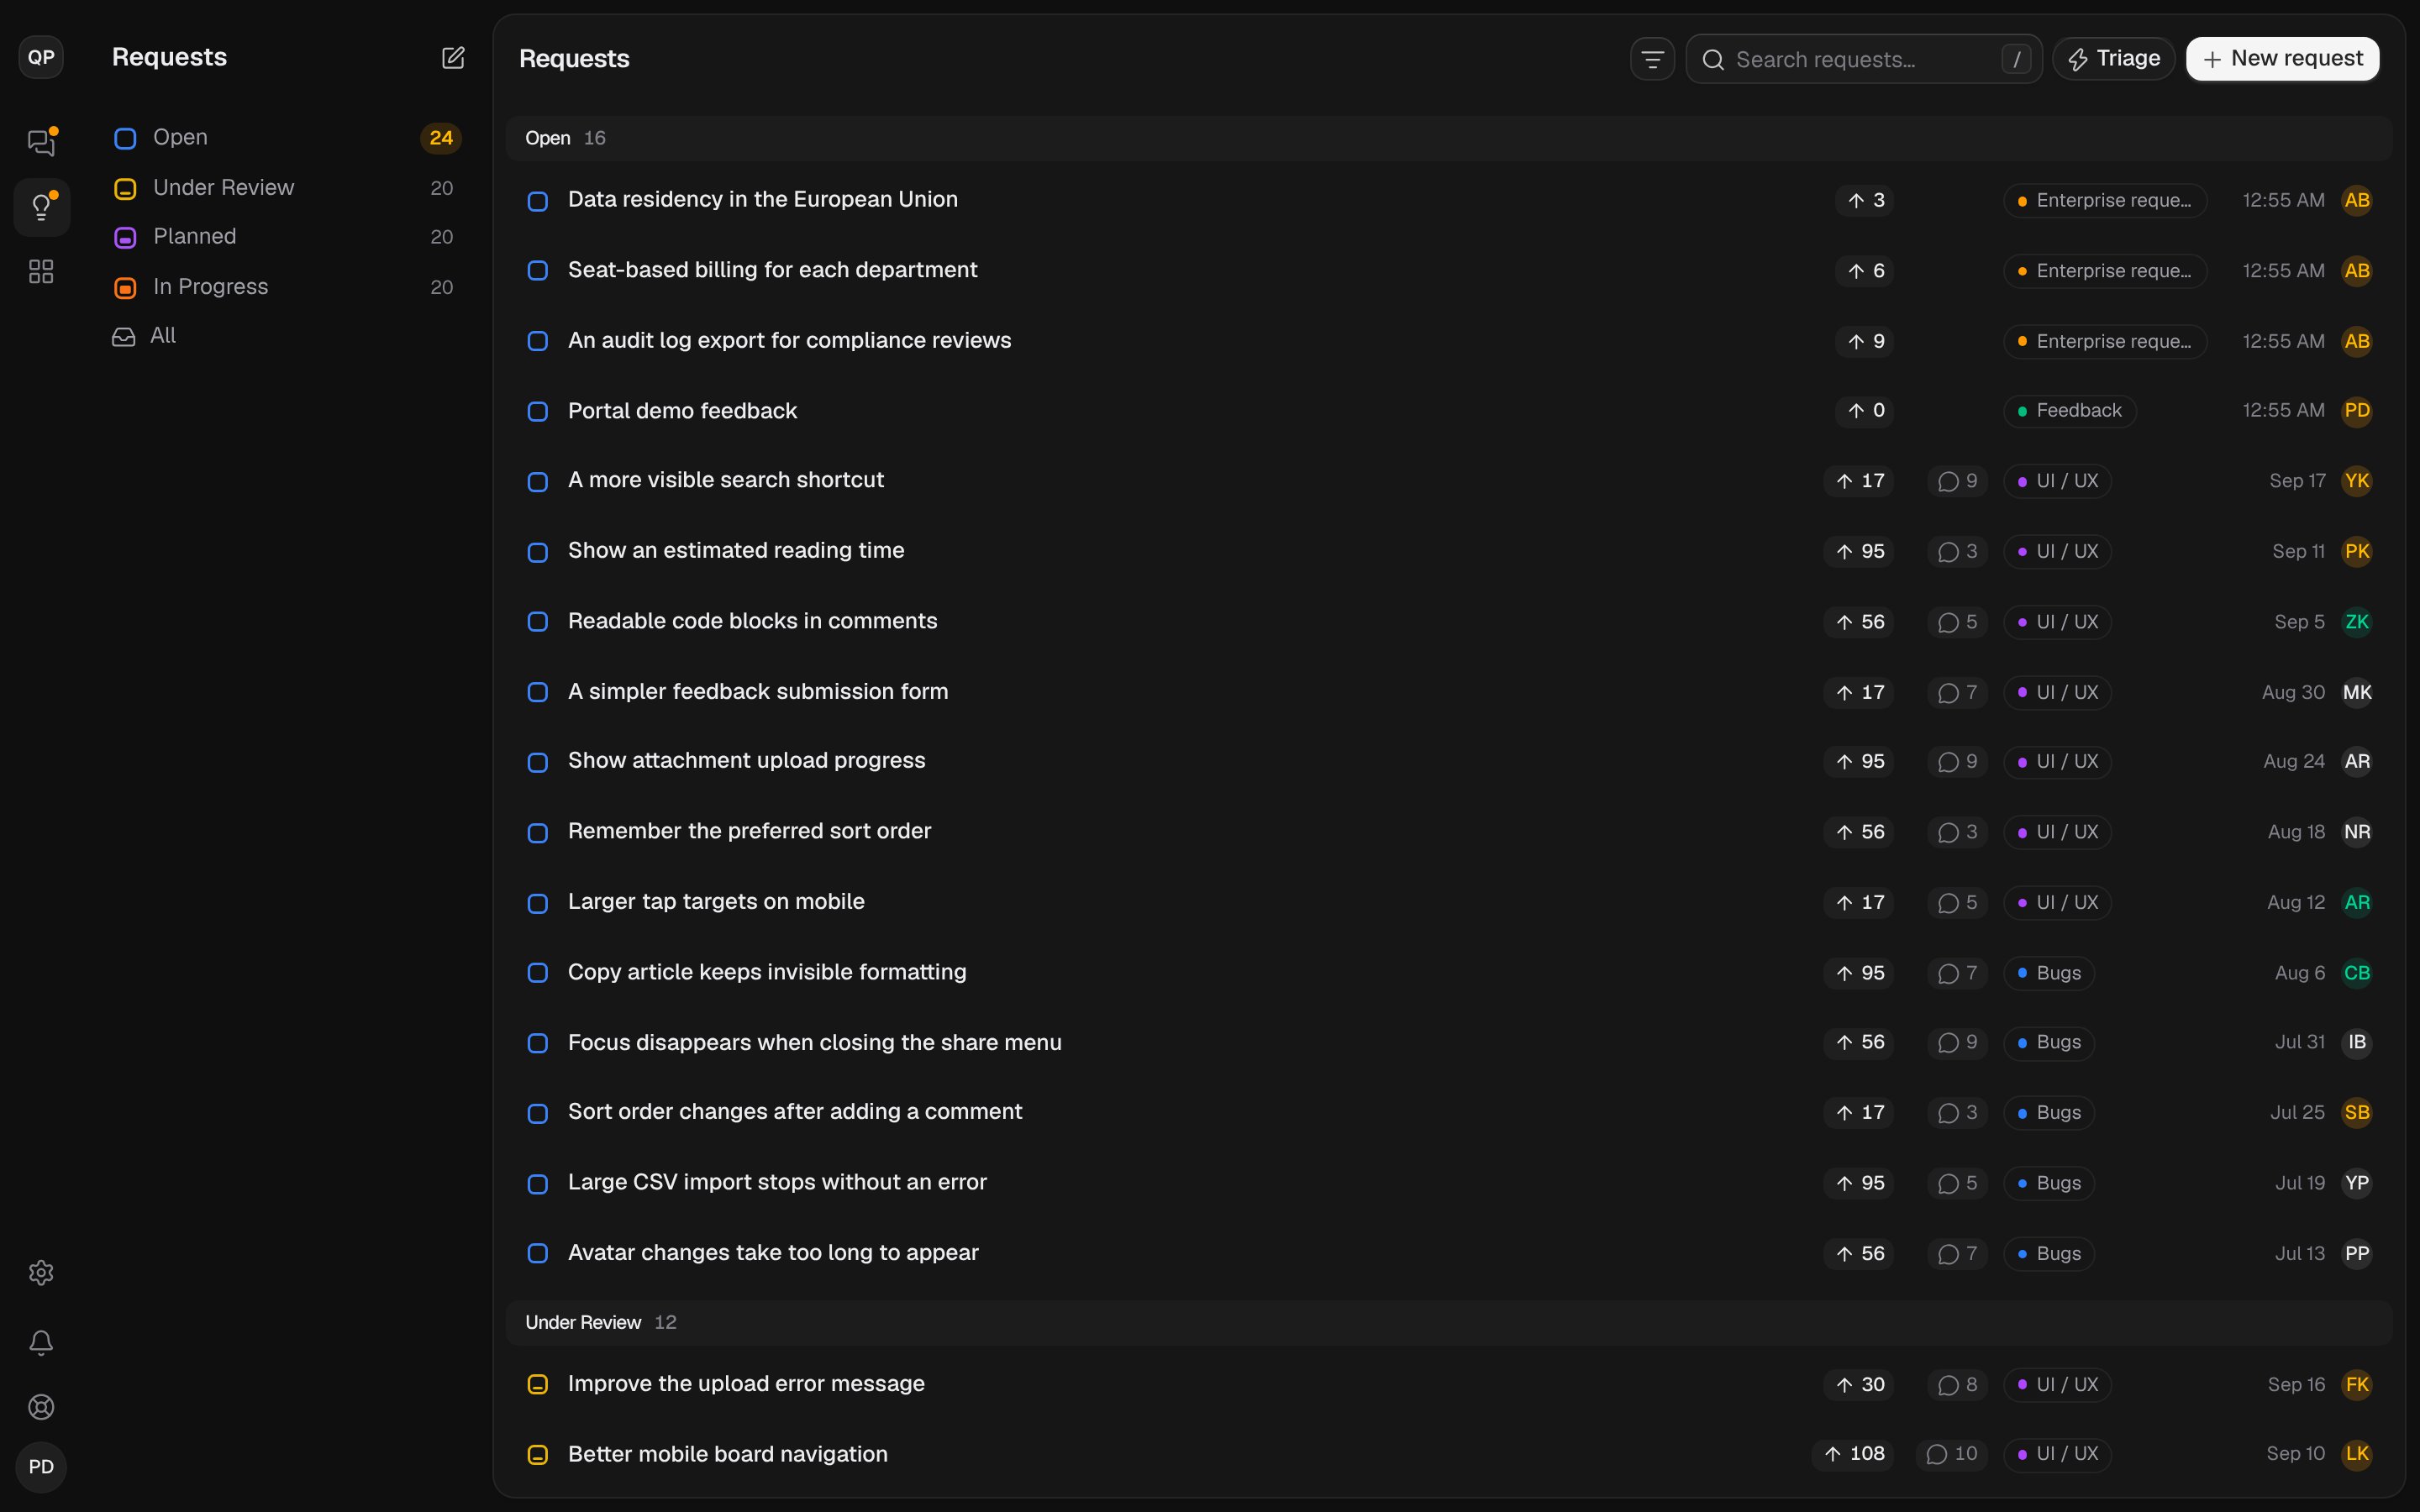 QP
Requests
Open 24
Under Review 20
Planned 20
In Progress 20
All
PD
Requests
Search requests... /
Triage
New request
Open 16
Data residency in the European Union 3 Enterprise reque... 12:55 AM AB
Seat-based billing for each department 6 Enterprise reque... 12:55 AM AB
An audit log export for compliance reviews 9 Enterprise reque... 12:55 AM AB
Portal demo feedback 0 Feedback 12:55 AM PD
A more visible search shortcut 17 9 UI / UX Sep 17 YK
Show an estimated reading time 95 3 UI / UX Sep 11 PK
Readable code blocks in comments 56 5 UI / UX Sep 5 ZK
A simpler feedback submission form 17 7 UI / UX Aug 30 MK
Show attachment upload progress 95 9 UI / UX Aug 24 AR
Remember the preferred sort order 56 3 UI / UX Aug 18 NR
Larger tap targets on mobile 17 5 UI / UX Aug 12 AR
Copy article keeps invisible formatting 95 7 Bugs Aug 6 CB
Focus disappears when closing the share menu 56 9 Bugs Jul 31 IB
Sort order changes after adding a comment 17 3 Bugs Jul 25 SB
Large CSV import stops without an error 95 5 Bugs Jul 19 YP
Avatar changes take too long to appear 56 7 Bugs Jul 13 PP
Under Review 12
Improve the upload error message 30 8 UI / UX Sep 16 FK
Better mobile board navigation 108 10 UI / UX Sep 10 LK